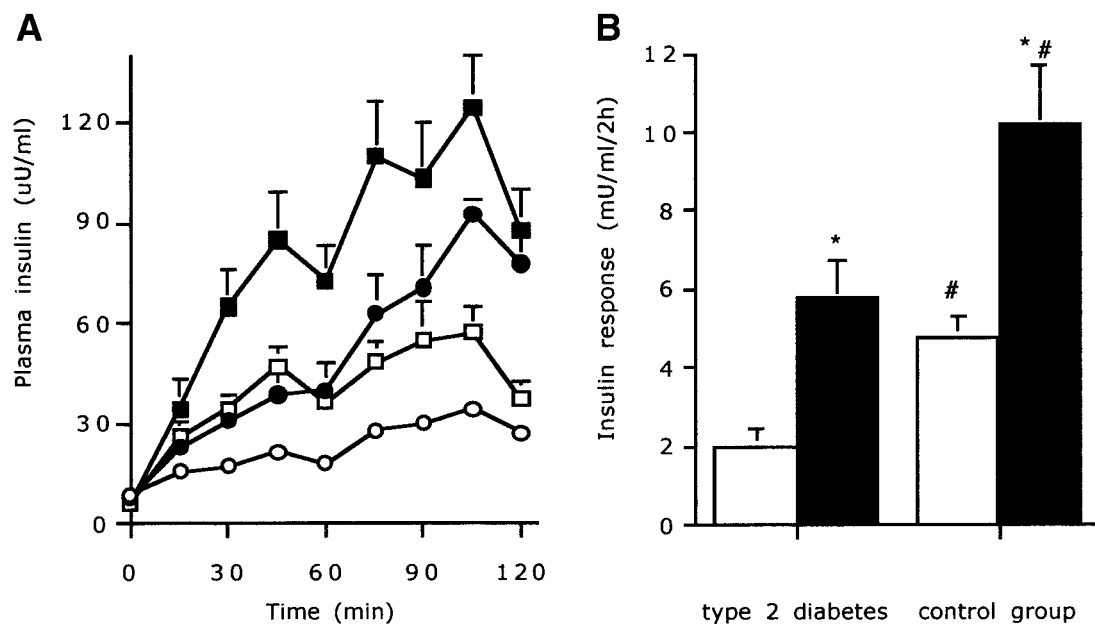 A
Plasma insulin (uU/ml)
120
90
60
30
0
0 30 60 90 120
Time (min)
B
Insulin response (mU/ml/2h)
12
10
8
6
4
2
0
*
#
* #
type 2 diabetes control group